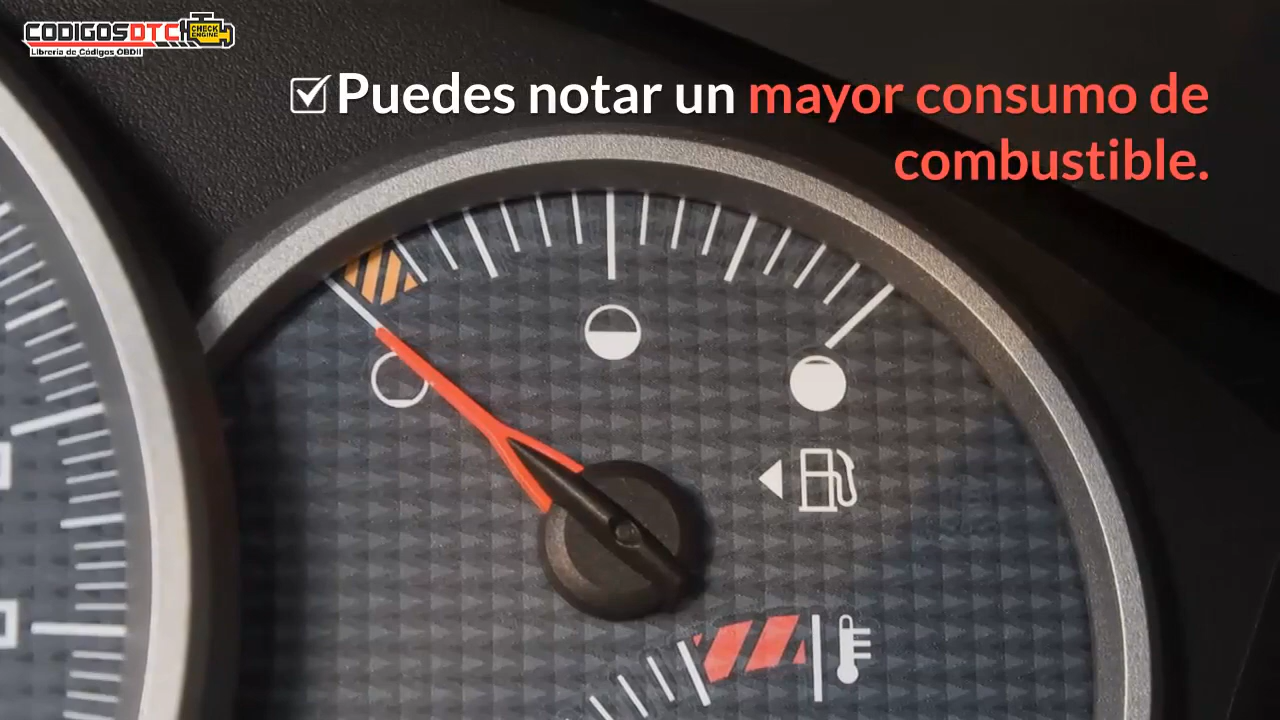 CODIGOSDTC
CHECK
ENGINE
Librería de Códigos OBDII
Puedes notar un mayor consumo de
combustible.